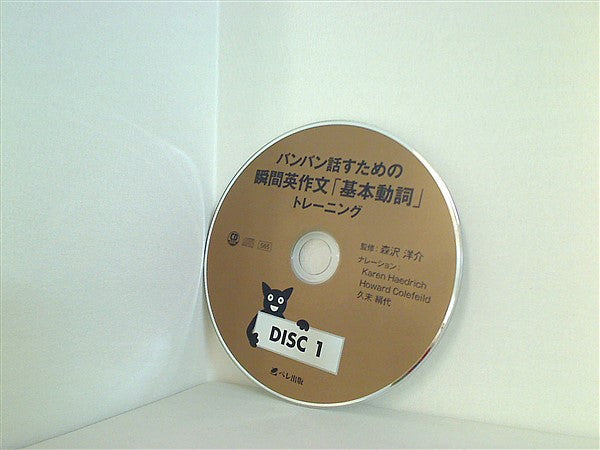 バンバン話すための
瞬間英作文「基本動詞」
トレーニング
CD
監修：森沢 洋介
ナレーション：
Karen Haedrich
Howard Colefeild
久末 絹代
DISC 1
ベレ出版